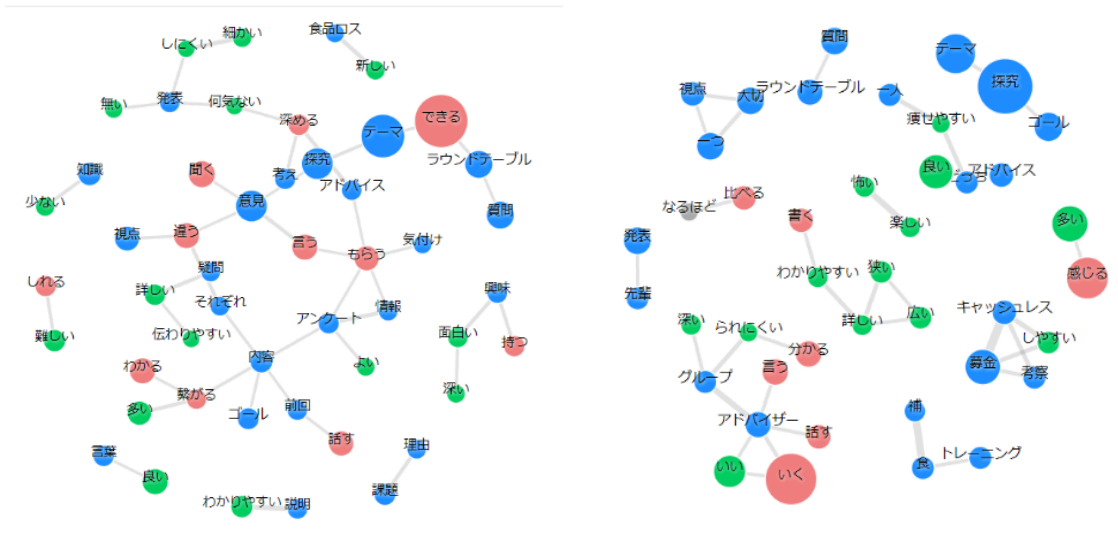 食品ロス
細かい
しにくい
新しい
発表
何気ない
無い
深める
できる
テーマ
探究
ラウンドテーブル
知識
聞く
考え
アドバイス
少ない
意見
質問
視点
違う
言う
もらう
気付け
疑問
しれる
詳しい
それぞれ
興味
難しい
伝わりやすい
アンケート
情報
面白い
持つ
わかる
内容
よい
深い
繋がる
多い
ゴール
前回
話す
理由
言葉
良い
課題
わかりやすい
説明
質問
テーマ
探究
視点
大切
ラウンドテーブル
一人
一つ
痩せやすい
ゴール
良い
どっち
アドバイス
怖い
比べる
なるほど
楽しい
書く
多い
発表
感じる
わかりやすい
狭い
先輩
キャッシュレス
深い
られにくい
詳しい
広い
しやすい
分かる
グループ
言う
募金
考察
アドバイザー
話す
補
食
トレーニング
いい
いく